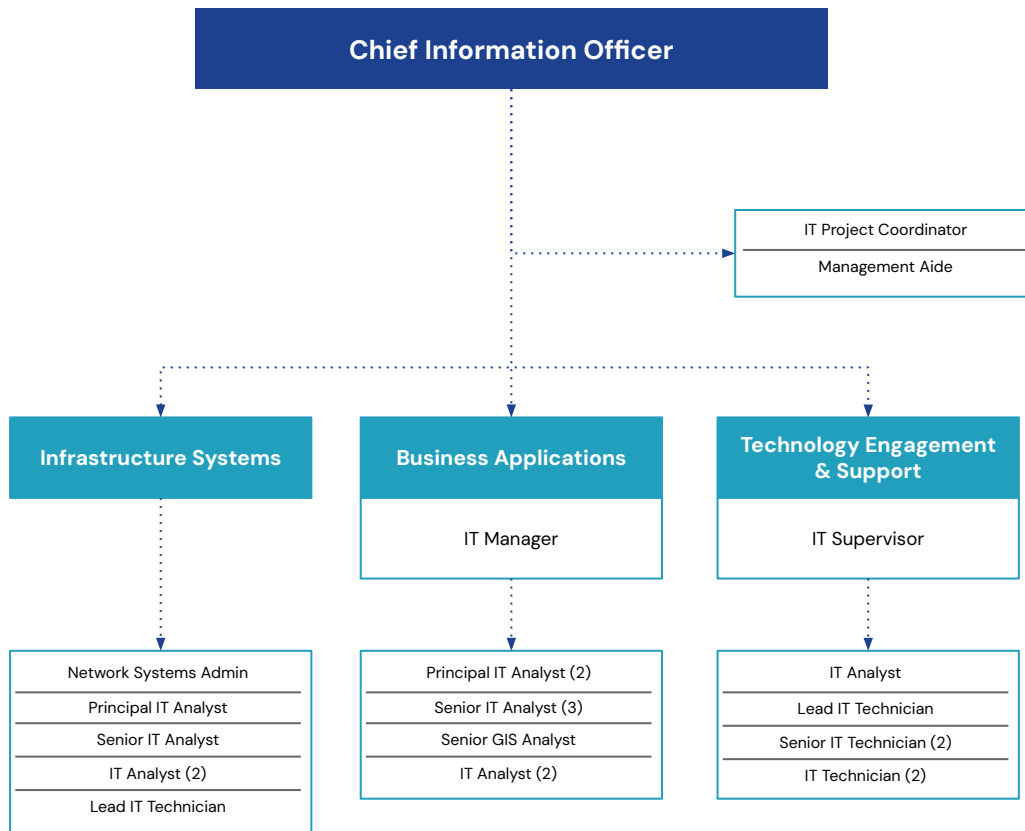 Chief Information Officer
IT Project Coordinator
Management Aide
Infrastructure Systems
Business Applications
IT Manager
Technology Engagement
& Support
IT Supervisor
Network Systems Admin
Principal IT Analyst
Senior IT Analyst
IT Analyst (2)
Lead IT Technician
Principal IT Analyst (2)
Senior IT Analyst (3)
Senior GIS Analyst
IT Analyst (2)
IT Analyst
Lead IT Technician
Senior IT Technician (2)
IT Technician (2)